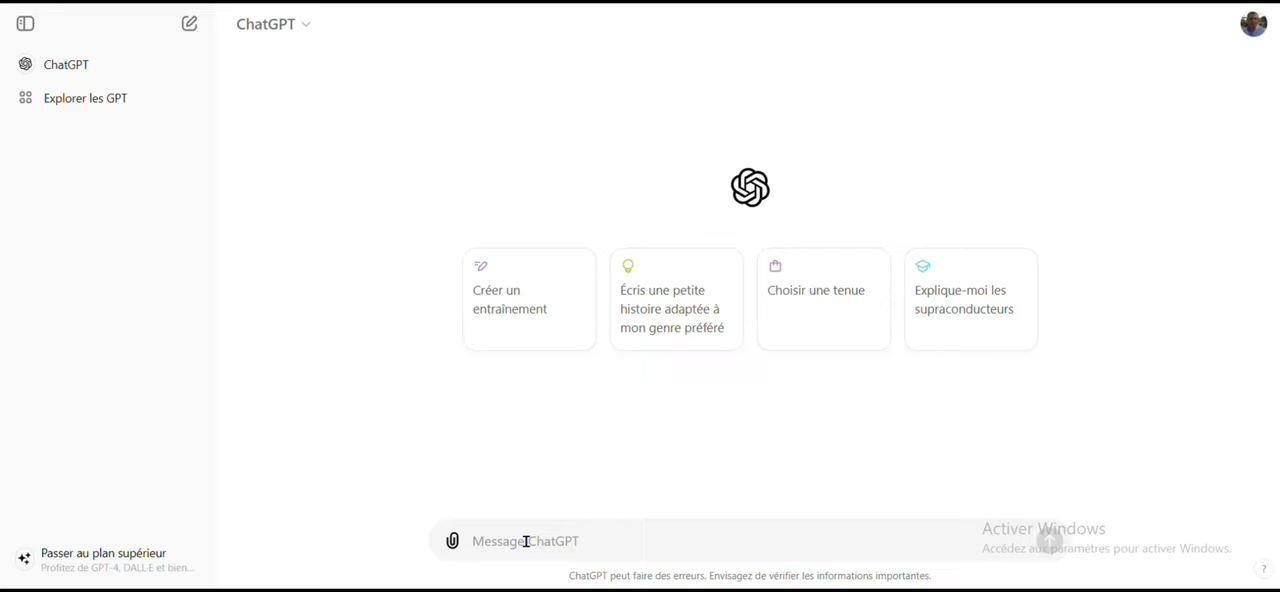 ChatGPT
ChatGPT
Explorer les GPT
Créer un
entraînement
Écris une petite
histoire adaptée à
mon genre préféré
Choisir une tenue
Explique-moi les
supraconducteurs
Passer au plan supérieur
Profitez de GPT-4, DALL·E et bien...
Message ChatGPT
Activer Windows
Accédez aux paramètres pour activer Windows.
ChatGPT peut faire des erreurs. Envisagez de vérifier les informations importantes.
?